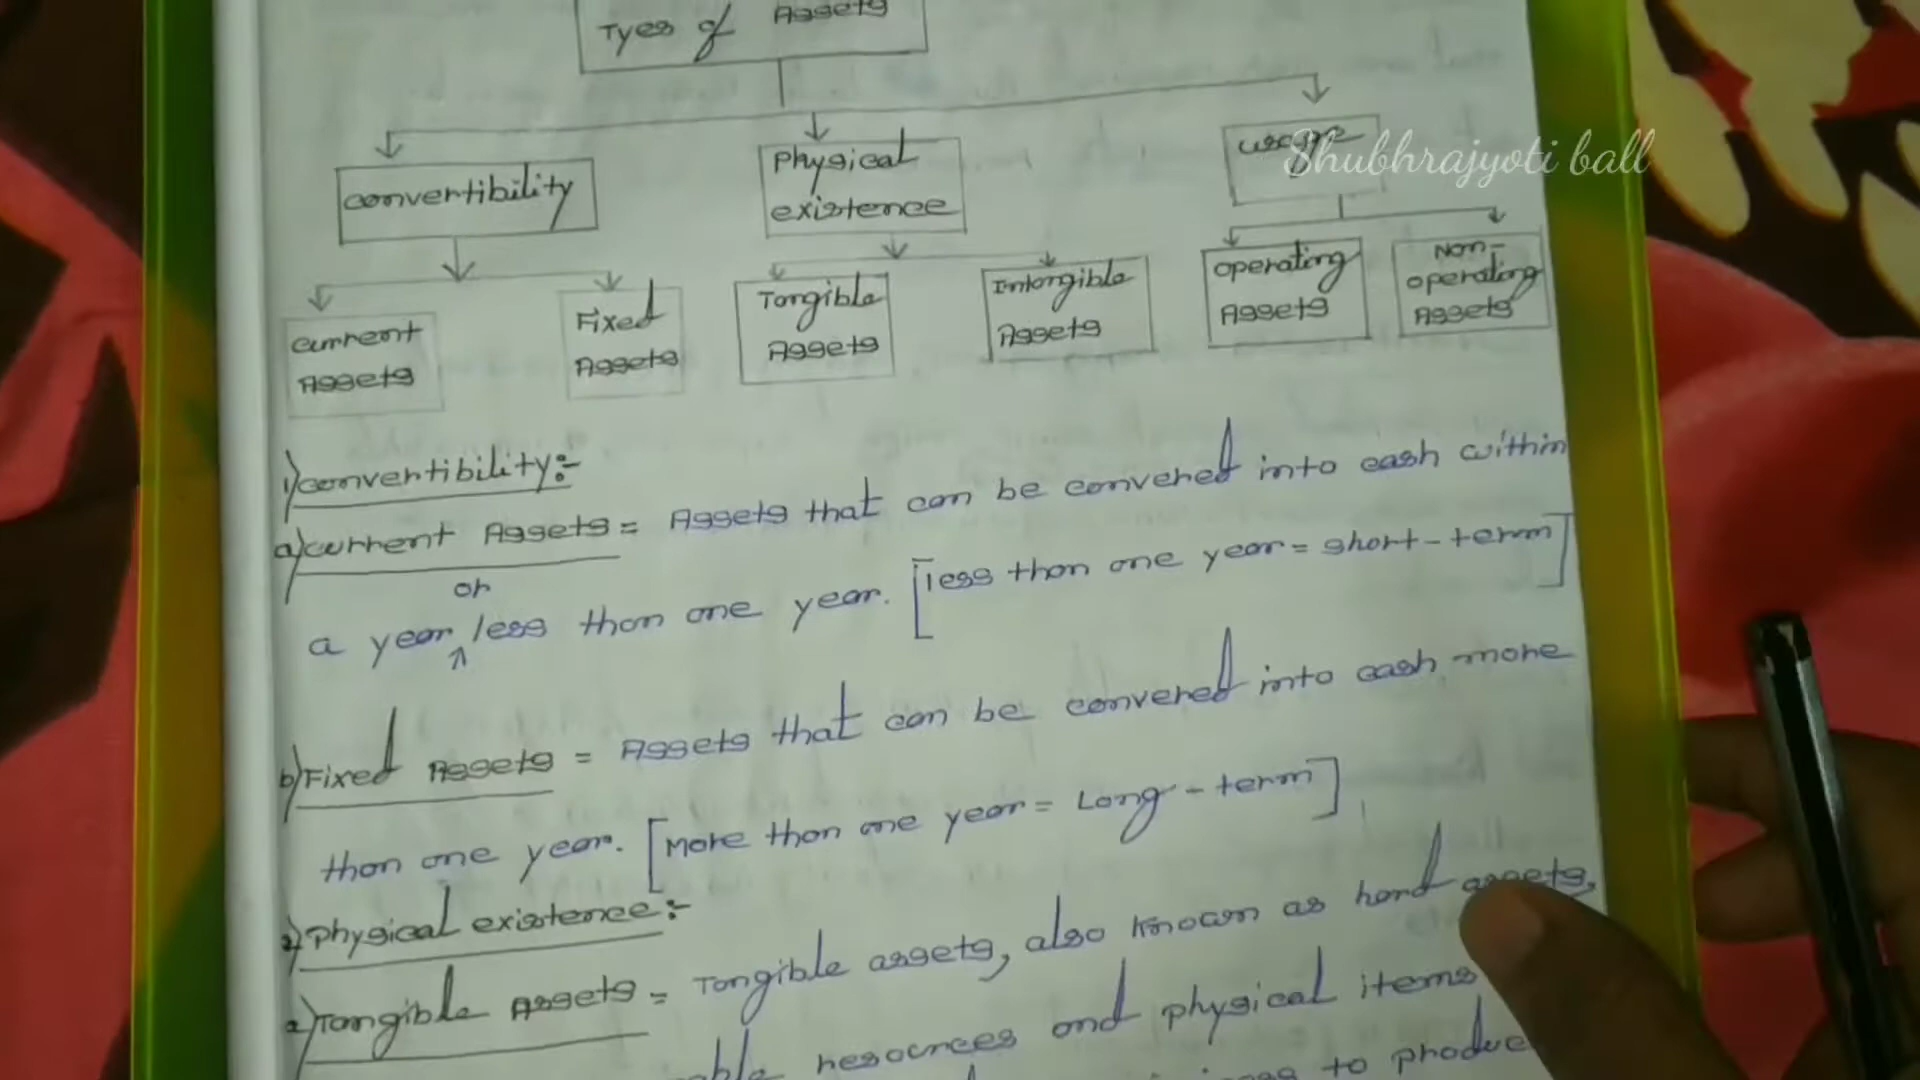 Tyes of Assets
convertibility
Physical
existence
usage
Shubhrajyoti ball
current
Assets
Fixed
Assets
Tangible
Assets
Intangible
Assets
operating
Assets
Non-
operating
Assets
1) convertibility:-
a) current Assets = Assets that can be convered into cash within
a year or less than one year. [less than one year = short-term]
b) Fixed Assets = Assets that can be convered into cash more
than one year. [More than one year = Long-term]
2) Physical existence:-
a) Tangible Assets = Tangible assets, also known as hard assets,
resources and physical items
to produc